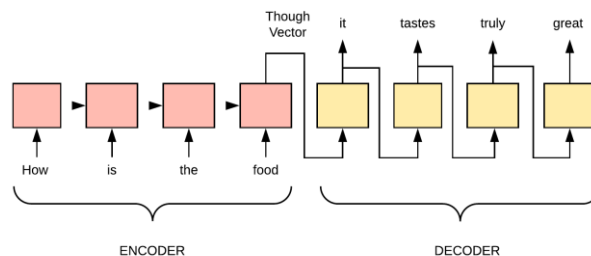 Though
Vector
it
tastes
truly
great
How
is
the
food
ENCODER
DECODER